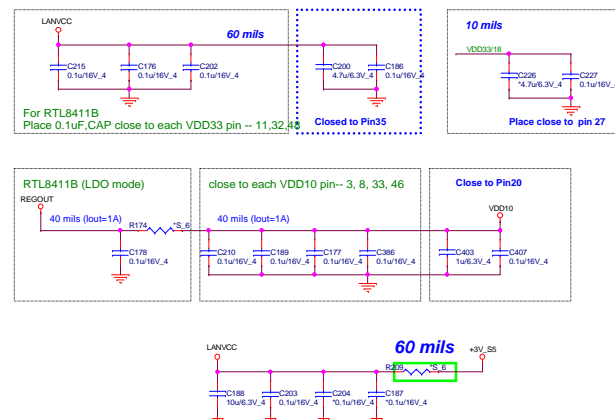 LANVCC
60 mils
C215
0.1u/16V_4
C176
0.1u/16V_4
C202
0.1u/16V_4
C200
4.7u/6.3V_4
C186
0.1u/16V_4
For RTL8411B
Place 0.1uF,CAP close to each VDD33 pin -- 11,32,48
Closed to Pin35
10 mils
VDD33/18
C226
*4.7u/6.3V_4
C227
0.1u/16V_4
Place close to pin 27
RTL8411B (LDO mode)
REGOUT
40 mils (Iout=1A)
R174
*S_6
C178
0.1u/16V_4
close to each VDD10 pin-- 3, 8, 33, 46
40 mils (Iout=1A)
C210
0.1u/16V_4
C189
0.1u/16V_4
C177
0.1u/16V_4
C386
0.1u/16V_4
Close to Pin20
VDD10
C403
1u/6.3V_4
C407
0.1u/16V_4
LANVCC
60 mils
+3V_S5
R209
*S_6
C188
10u/6.3V_4
C203
0.1u/16V_4
C204
*0.1u/16V_4
C187
*0.1u/16V_4